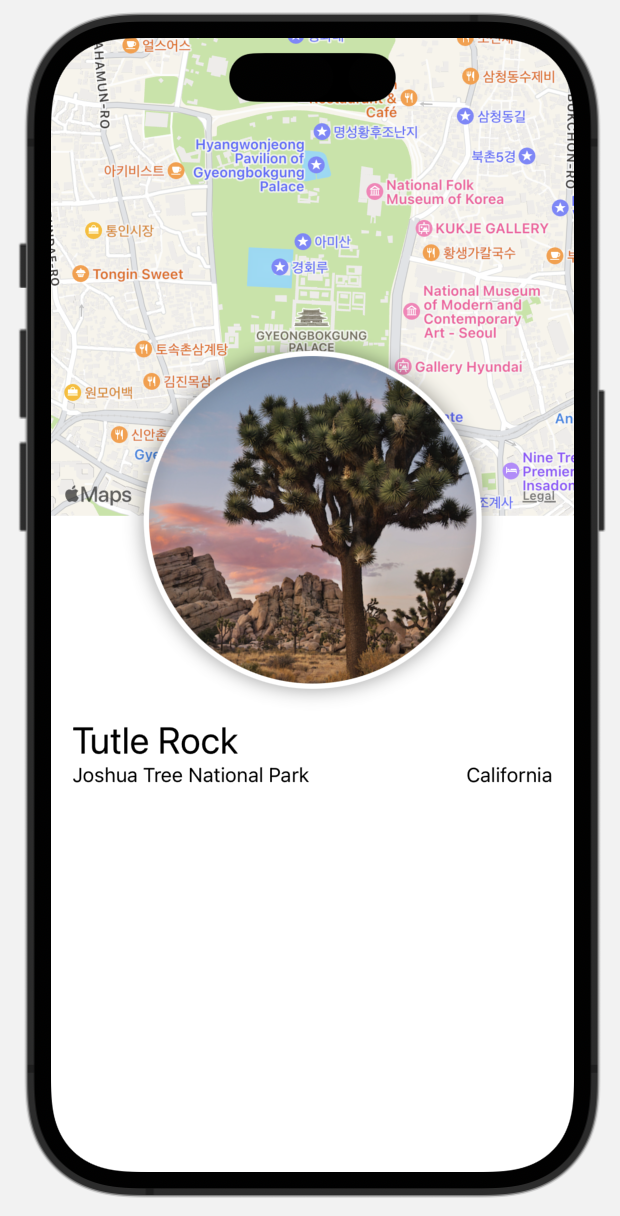 얼스어스
삼청동수제비
Café
AHAMUN-RO
BUKCHON-RO
명성황후조난지
삼청동길
Hyangwonjeong
Pavilion of
Gyeongbokgung
Palace
북촌5경
아키비스트
National Folk
Museum of Korea
통인시장
KUKJE GALLERY
아미산
황생가칼국수
경회루
Tongin Sweet
National Museum
of Modern and
Contemporary
Art - Seoul
GYEONGBOKGUNG
PALACE
토속촌삼계탕
Gallery Hyundai
김진목삼
원모어백
신안촌
Gye
An
Nine Tre
Premier
Insadon
Maps
조계사
Legal
Tutle Rock
Joshua Tree National Park
California